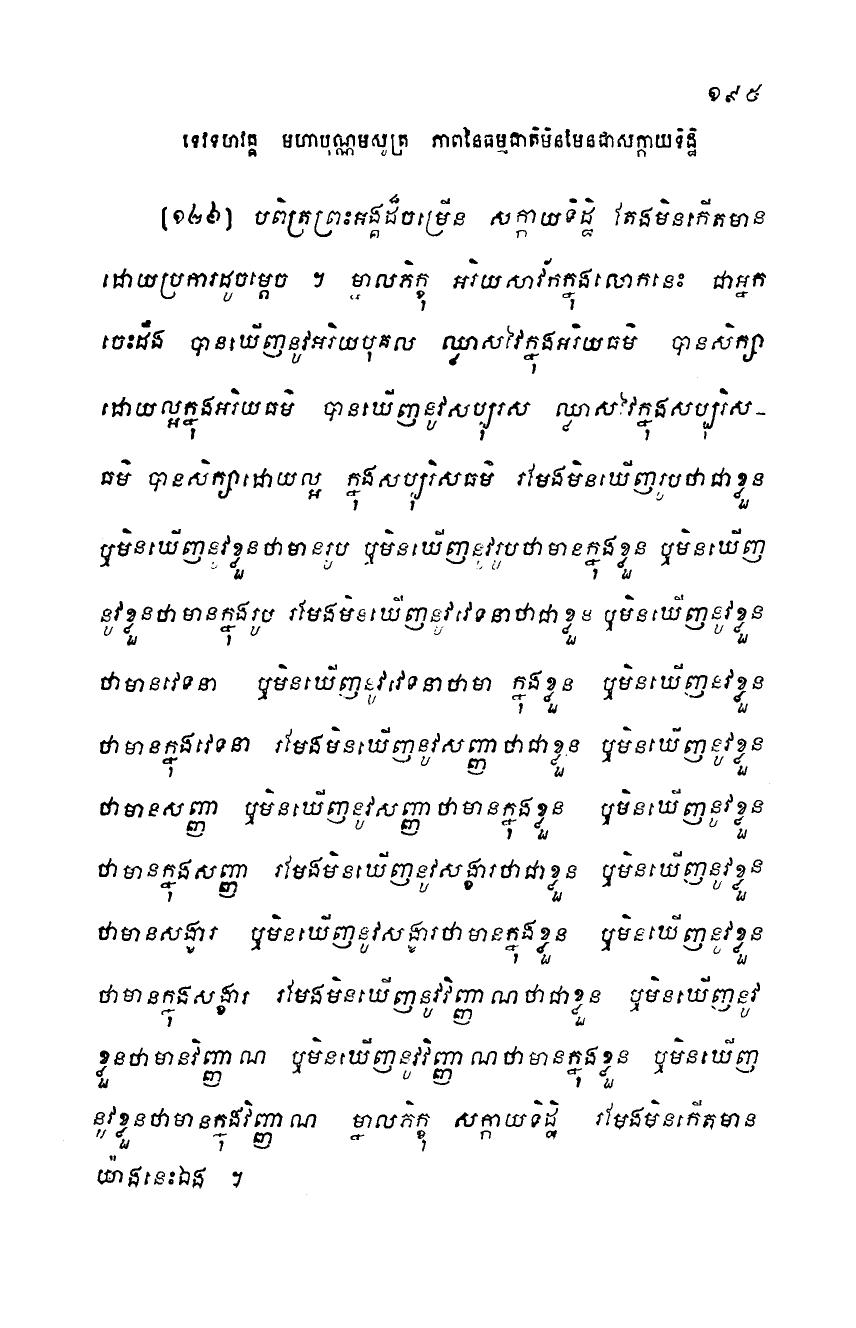 ១៩៥
ទេវទហវគ្គ មហាបុណ្ណមសូត្រ ភាពនៃធម្មជាតិមិនមែនជាសក្កាយទិដ្ឋិ
បពិត្រព្រះអង្គដ៏ចម្រើន សក្កាយទិដ្ឋិ តែងមិនកើតមាន
ដោយប្រការដូចម្តេច ។ ម្នាលភិក្ខុ អរិយសាវ័កក្នុងលោកនេះ ជាអ្នក
ចេះដឹង បានឃើញនូវអរិយបុគល ឈ្លាសវៃក្នុងអរិយធម៌ បានសិក្សា
ដោយល្អក្នុងអរិយធម៌ បានឃើញនូវសប្បុរស ឈ្លាសវៃក្នុងសប្បុរិស-
ធម៌ បានសិក្សាដោយល្អ ក្នុងសប្បុរិសធម៌ រមែងមិនឃើញរូបថាជាខ្លួន
ឬមិនឃើញនូវខ្លួនថាមានរូប ឬមិនឃើញនូវរូបថាមានក្នុងខ្លួន ឬមិនឃើញ
នូវខ្លួនថាមានក្នុងរូប រមែងមិនឃើញនូវវេទនាថាជាខ្លួន ឬមិនឃើញនូវខ្លួន
ថាមានវេទនា ឬមិនឃើញនូវវេទនាថាមា ក្នុងខ្លួន ឬមិនឃើញនូវខ្លួន
ថាមានក្នុងវេទនា រមែងមិនឃើញនូវសញ្ញាថាជាខ្លួន ឬមិនឃើញនូវខ្លួន
ថាមានសញ្ញា ឬមិនឃើញនូវសញ្ញាថាមានក្នុងខ្លួន ឬមិនឃើញនូវខ្លួន
ថាមានក្នុងសញ្ញា រមែងមិនឃើញនូវសង្ខារថាជាខ្លួន ឬមិនឃើញនូវខ្លួន
ថាមានសង្ខារ ឬមិនឃើញនូវសង្ខារថាមានក្នុងខ្លួន ឬមិនឃើញនូវខ្លួន
ថាមានក្នុងសង្ខារ រមែងមិនឃើញនូវវិញ្ញាណថាជាខ្លួន ឬមិនឃើញនូវ
ខ្លួនថាមានវិញ្ញាណ ឬមិនឃើញនូវវិញ្ញាណថាមានក្នុងខ្លួន ឬមិនឃើញ
នូវខ្លួនថាមានក្នុងវិញ្ញាណ ម្នាលភិក្ខុ សក្កាយទិដ្ឋិ រមែងមិនកើតមាន
យ៉ាងនេះឯង ។